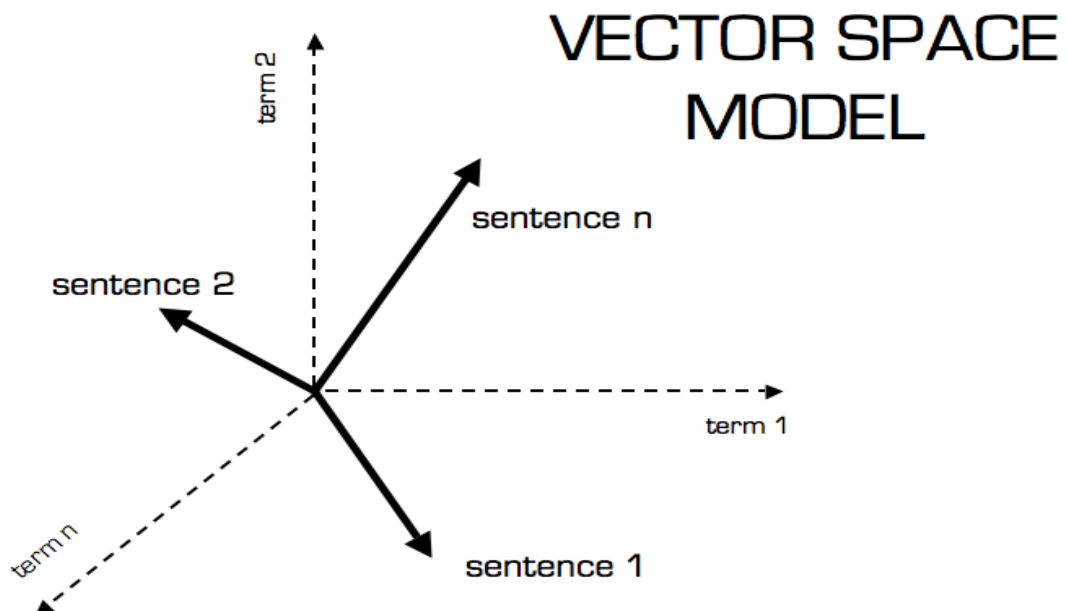 VECTOR SPACE
MODEL
term 2
sentence n
sentence 2
term 1
term n
sentence 1